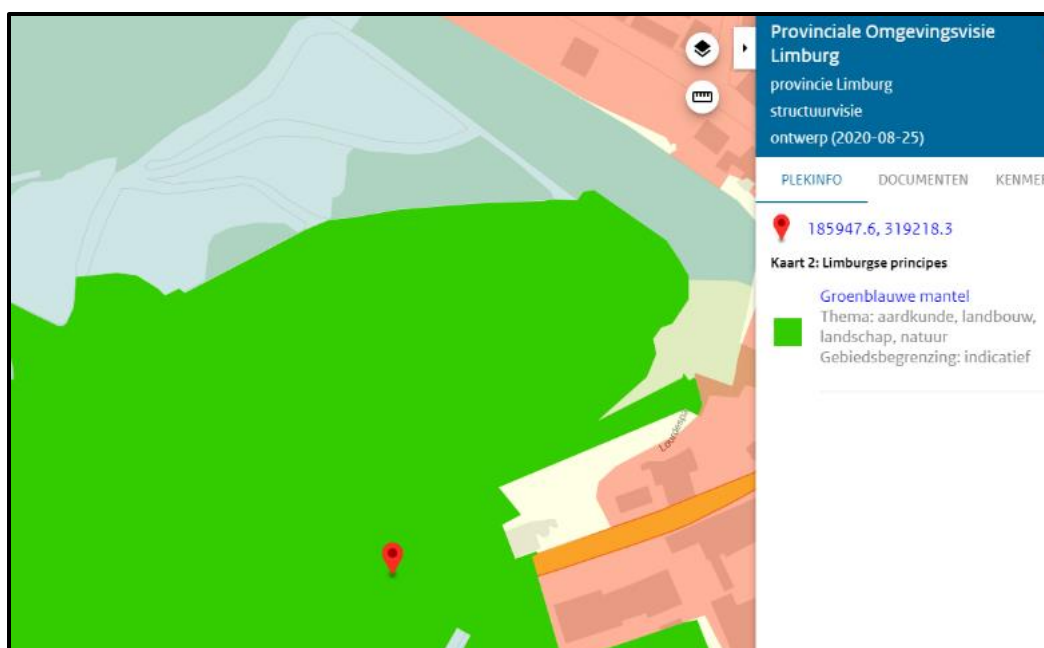 Provinciale Omgevingsvisie
Limburg
provincie Limburg
structuurvisie
ontwerp (2020-08-25)
PLEKINFO DOCUMENTEN
185947.6, 319218.3
Kaart 2: Limburgse principes
Groenblauwe mantel
Thema: aardkunde, landbouw,
landschap, natuur
Gebiedsbegrenzing: indicatief